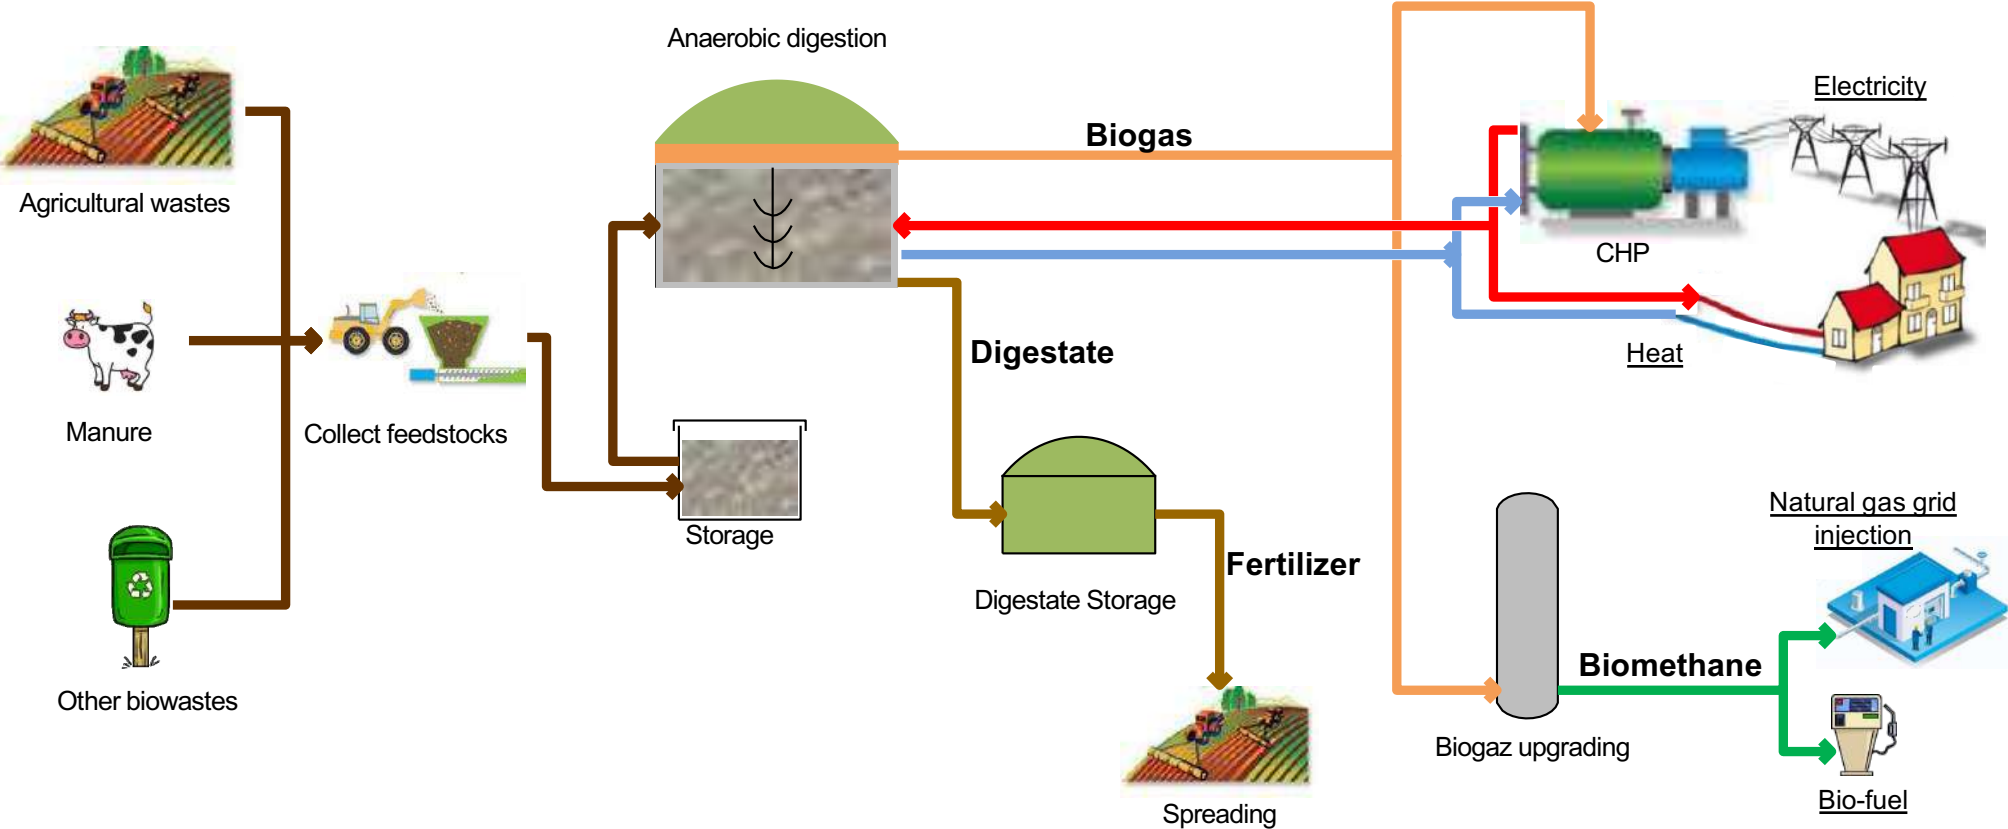 Anaerobic digestion
Electricity
Biogas
Agricultural wastes
CHP
Digestate
Heat
Manure
Collect feedstocks
Storage
Natural gas grid
injection
Fertilizer
Digestate Storage
Biomethane
Other biowastes
Biogaz upgrading
Bio-fuel
Spreading